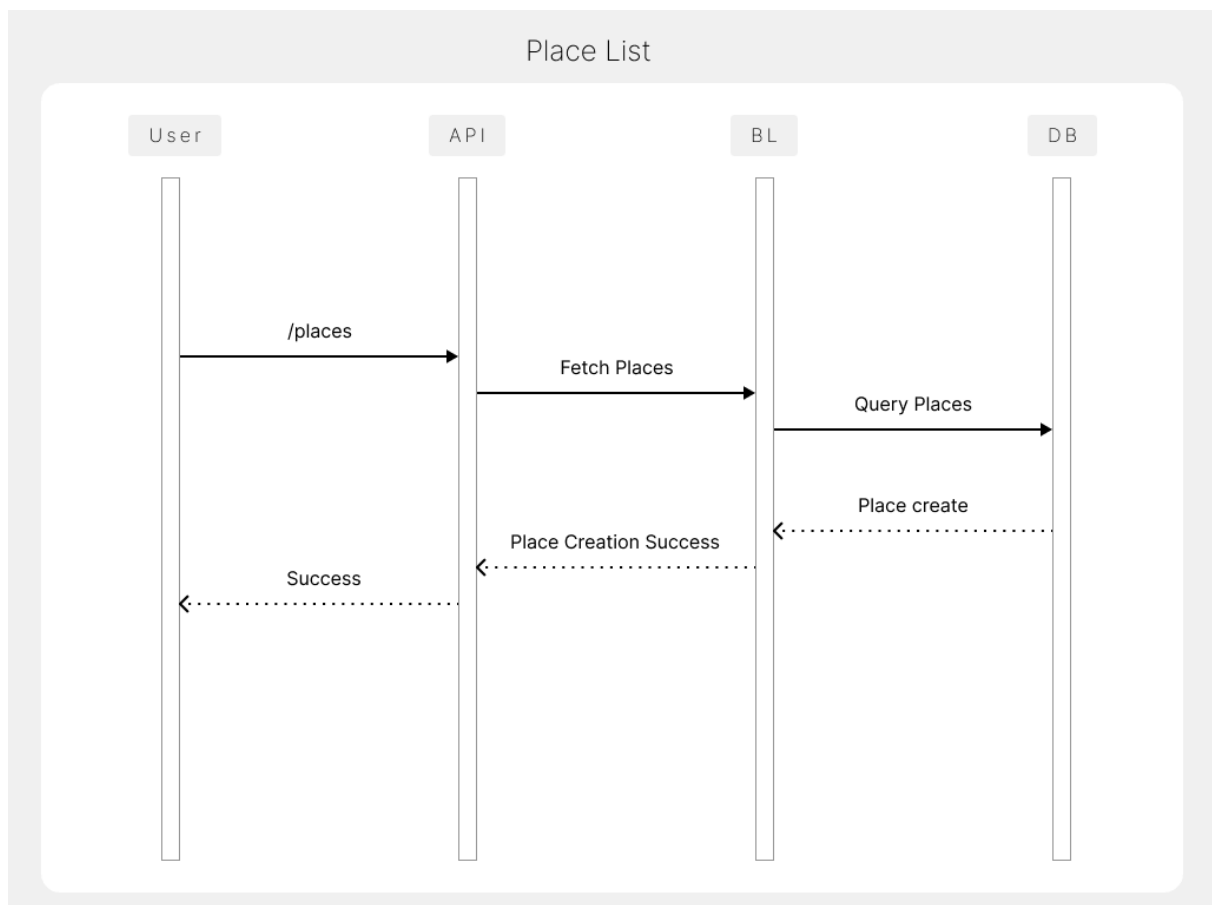 Place List
User
API
BL
DB
/places
Fetch Places
Query Places
Place create
Place Creation Success
Success